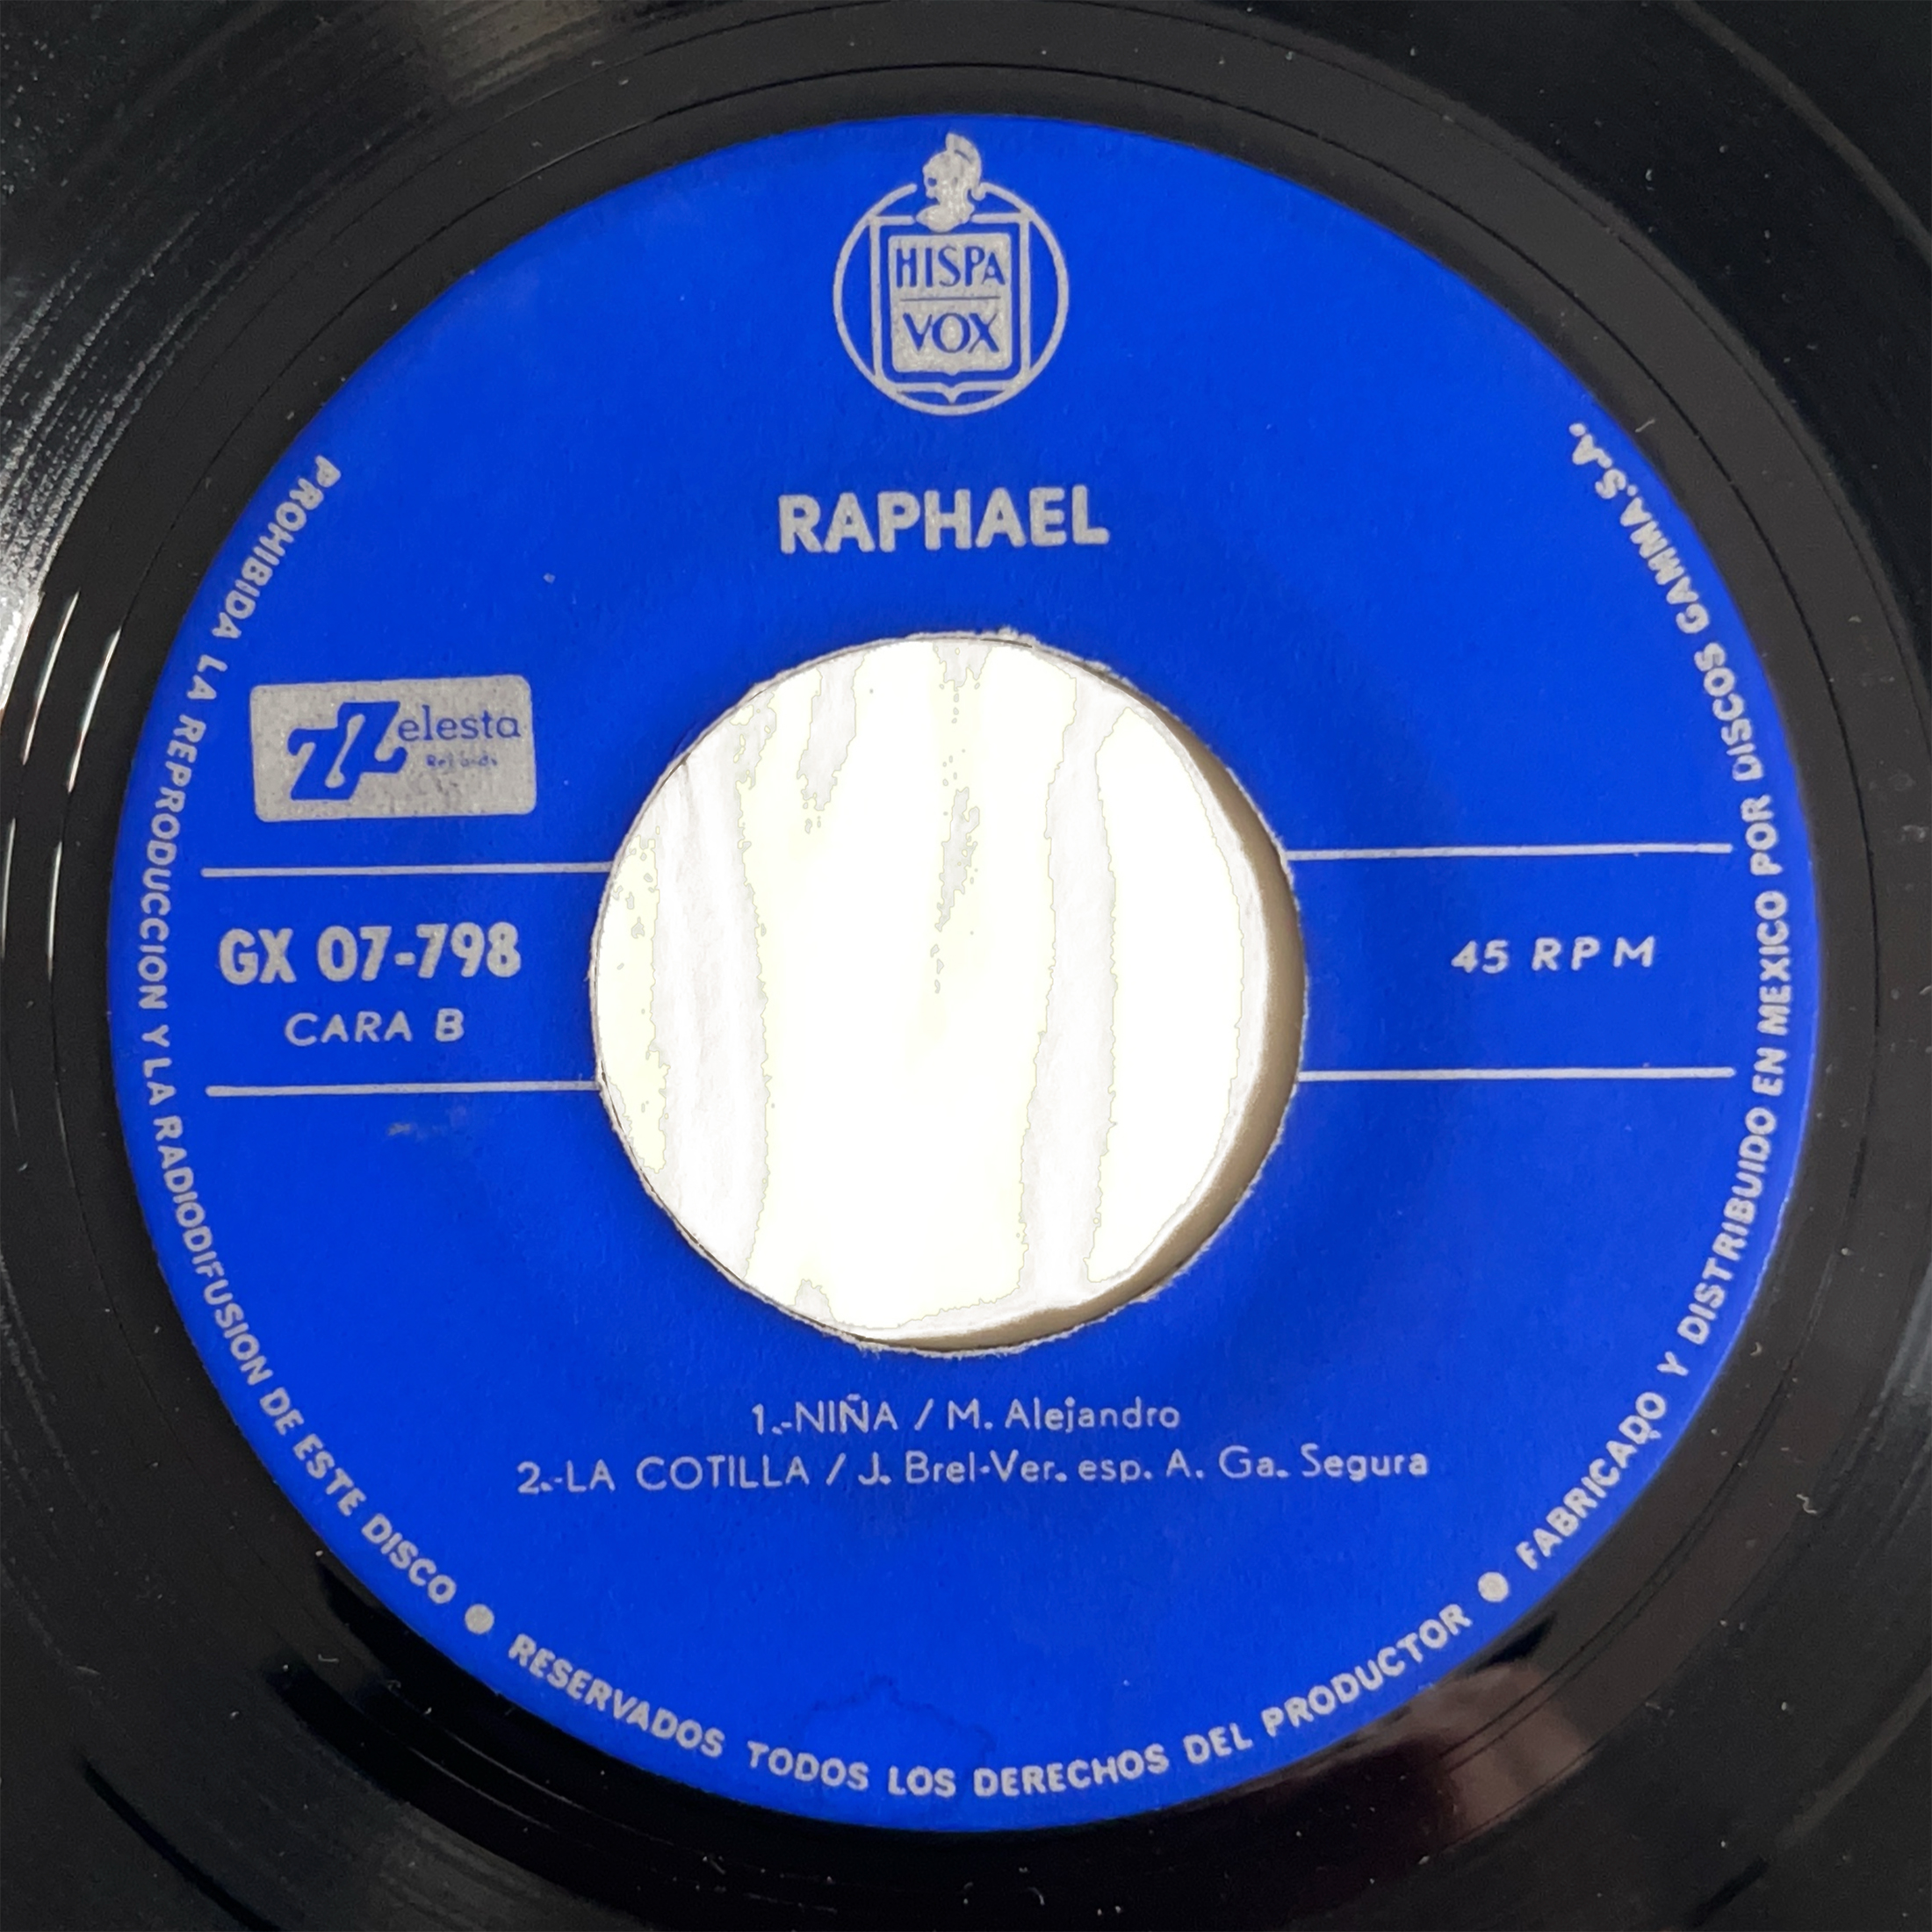 HISPA
VOX
RAPHAEL
Zelesta
Records
GX 07-798
CARA B
45 RPM
1.-NIÑA / M. Alejandro
2.-LA COTILLA / J. Brel-Ver. esp. A. Ga. Segura
PROHIBIDA LA REPRODUCCION Y LA RADIODIFUSION DE ESTE DISCO ● RESERVADOS TODOS LOS DERECHOS DEL PRODUCTOR ● FABRICADO Y DISTRIBUIDO EN MEXICO POR DISCOS GAMMA, S.A.